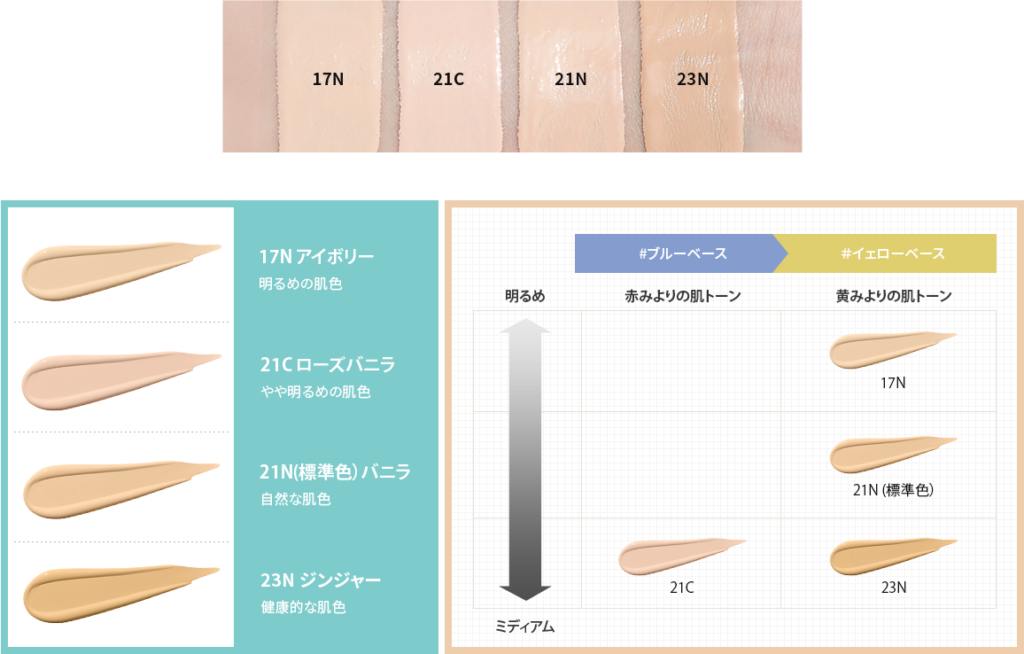 17N
21C
21N
23N
17N アイボリー
明るめの肌色
21C ローズバニラ
やや明るめの肌色
21N(標準色) バニラ
自然な肌色
23N ジンジャー
健康的な肌色
#ブルーベース
#イェローベース
明るめ
赤みよりの肌トーン
黄みよりの肌トーン
17N
21N (標準色)
21C
23N
ミディアム